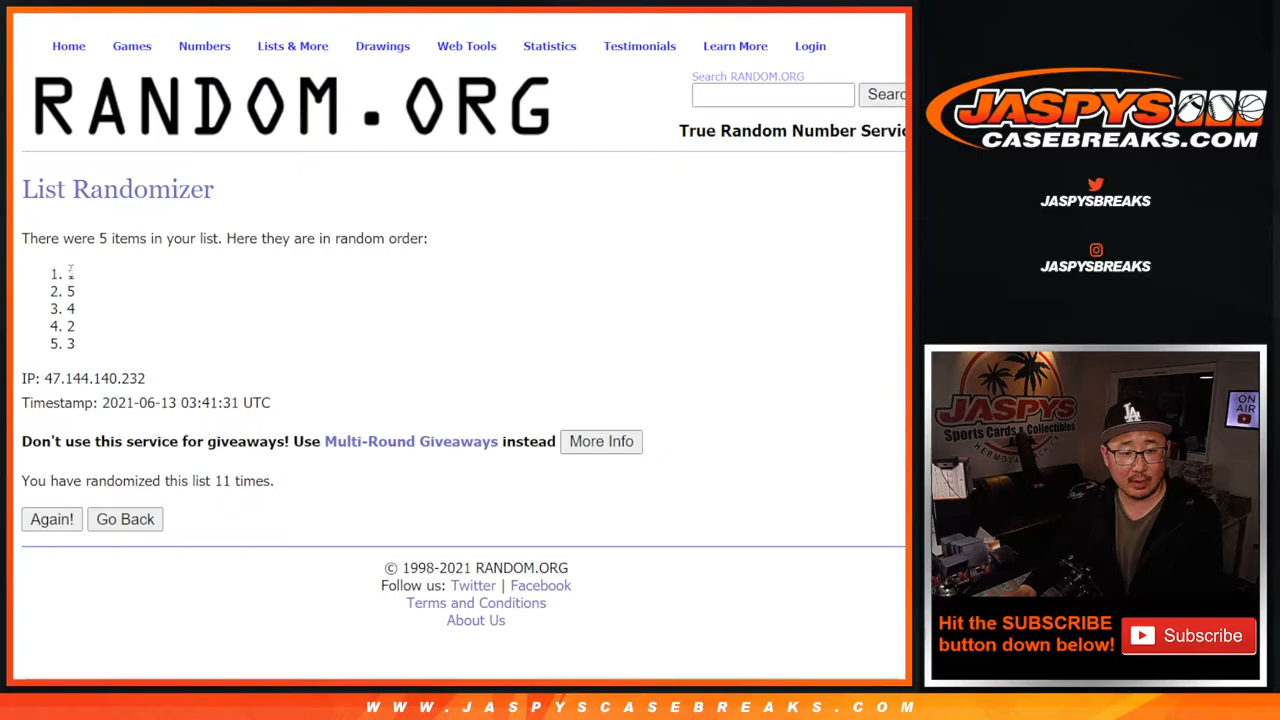 Home Games Numbers Lists & More Drawings Web Tools Statistics Testimonials Learn More Login
RANDOM.ORG
Search RANDOM.ORG
Searc
True Random Number Servic
List Randomizer
There were 5 items in your list. Here they are in random order:
1.
2. 5
3. 4
4. 2
5. 3
IP: 47.144.140.232
Timestamp: 2021-06-13 03:41:31 UTC
Don't use this service for giveaways! Use Multi-Round Giveaways instead More Info
You have randomized this list 11 times.
Again! Go Back
© 1998-2021 RANDOM.ORG
Follow us: Twitter | Facebook
Terms and Conditions
About Us
JASPYS
CASEBREAKS.COM
JASPYSBREAKS
JASPYSBREAKS
JASPYS
Sports Cards & Collectibles
HERMOSA BEACH
LA
ON
AIR
Hit the SUBSCRIBE
button down below!
Subscribe
WWW.JASPYSCASEBREAKS.COM